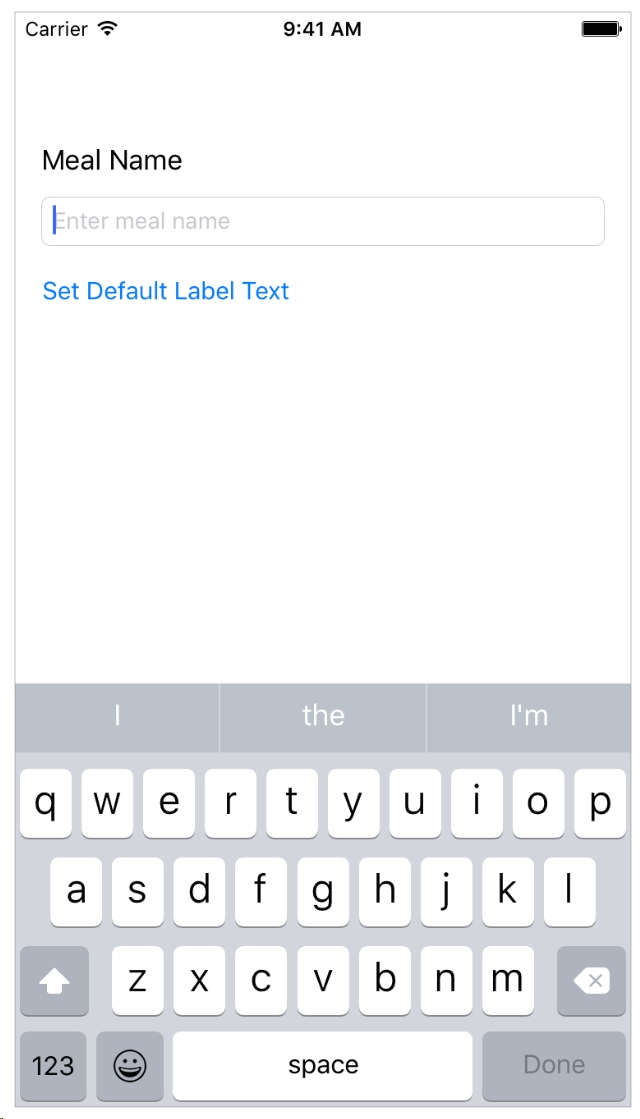 Carrier 9:41 AM
Meal Name
Enter meal name
Set Default Label Text
I the I'm
q w e r t y u i o p
a s d f g h j k l
z x c v b n m
123 space Done